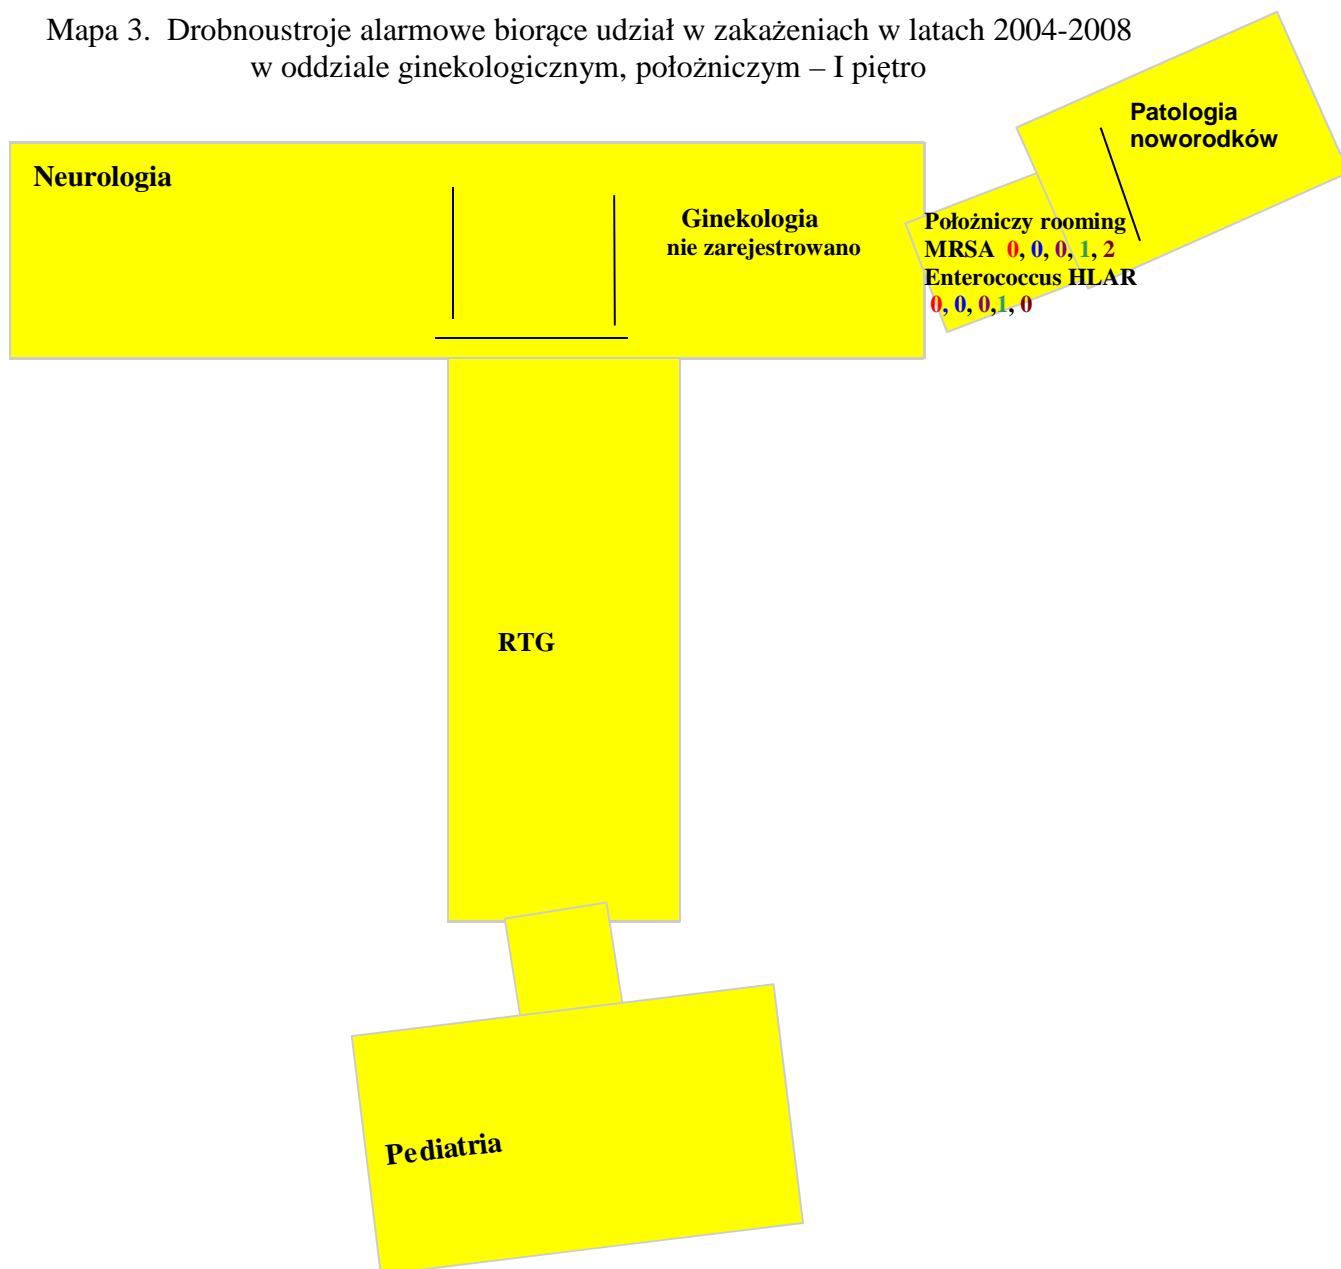 Mapa 3.  Drobnoustroje alarmowe biorące udział w zakażeniach w latach 2004-2008
w oddziale ginekologicznym, położniczym – I piętro
Patologia
noworodków
Neurologia
Ginekologia
nie zarejestrowano
Położniczy rooming
MRSA  0, 0, 0, 1, 2
Enterococcus HLAR
0, 0, 0,1, 0
RTG
Pediatria